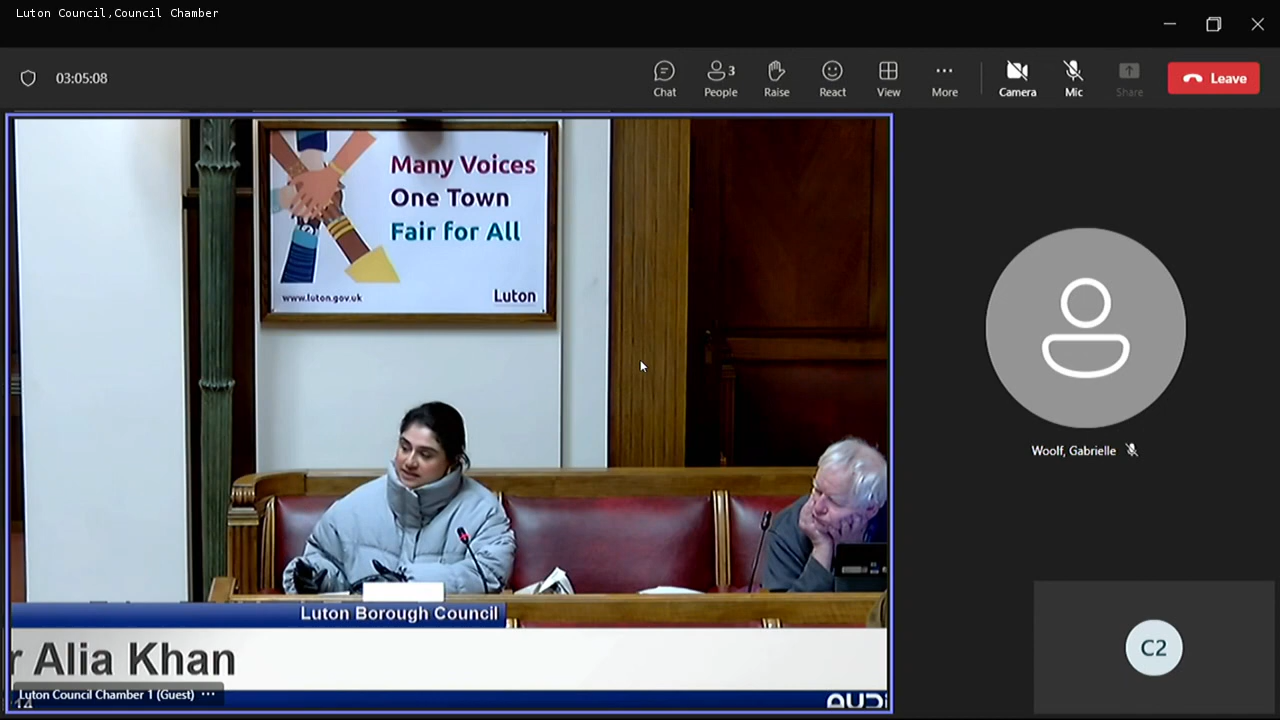 Luton Council,Council Chamber
03:05:08
Chat
3
People
Raise
React
View
More
Camera
Mic
Share
Leave
Many Voices
One Town
Fair for All
www.luton.gov.uk
Luton
Woolf, Gabrielle
Luton Borough Council
r Alia Khan
Luton Council Chamber 1 (Guest) ...
C2